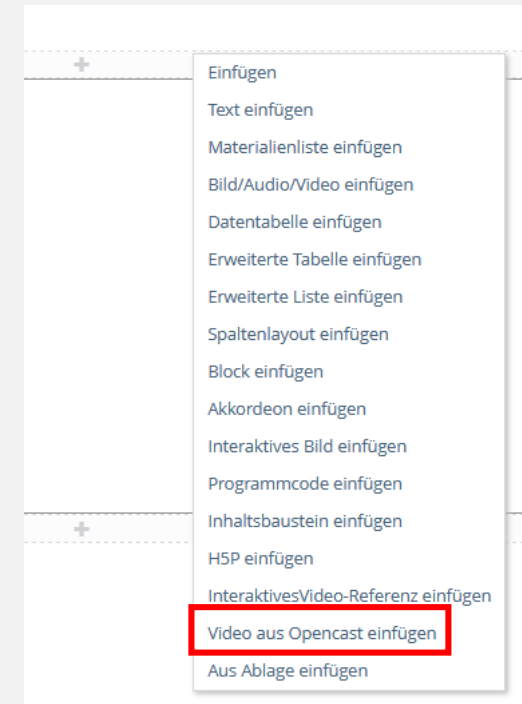 Einfügen
Text einfügen
Materialienliste einfügen
Bild/Audio/Video einfügen
Datentabelle einfügen
Erweiterte Tabelle einfügen
Erweiterte Liste einfügen
Spaltenlayout einfügen
Block einfügen
Akkordeon einfügen
Interaktives Bild einfügen
Programmcode einfügen
Inhaltsbaustein einfügen
H5P einfügen
InteraktivesVideo-Referenz einfügen
Video aus Opencast einfügen
Aus Ablage einfügen